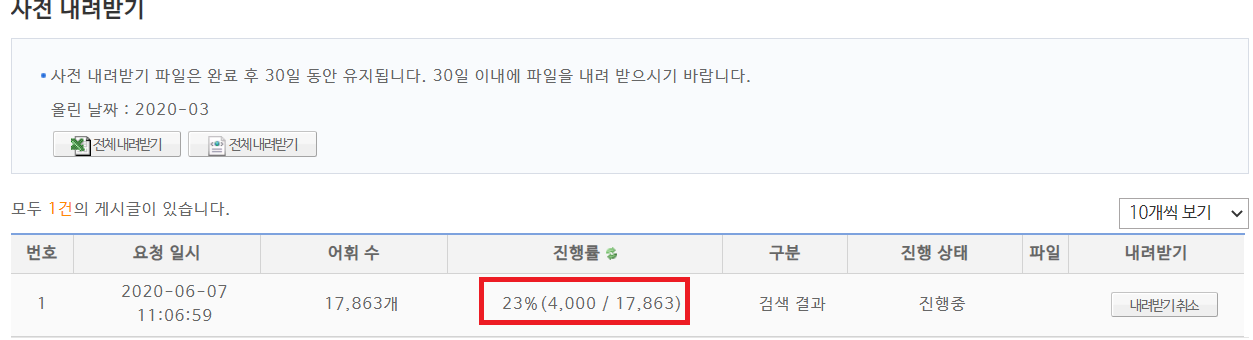 사전 내려받기
사전 내려받기 파일은 완료 후 30일 동안 유지됩니다. 30일 이내에 파일을 내려 받으시기 바랍니다.
올린 날짜 : 2020-03
전체 내려받기 전체 내려받기
모두 1건의 게시글이 있습니다.
10개씩 보기
번호 요청 일시 어휘 수 진행률 구분 진행 상태 파일 내려받기
1 2020-06-07 11:06:59 17,863개 23%(4,000 / 17,863) 검색 결과 진행중 내려받기 취소